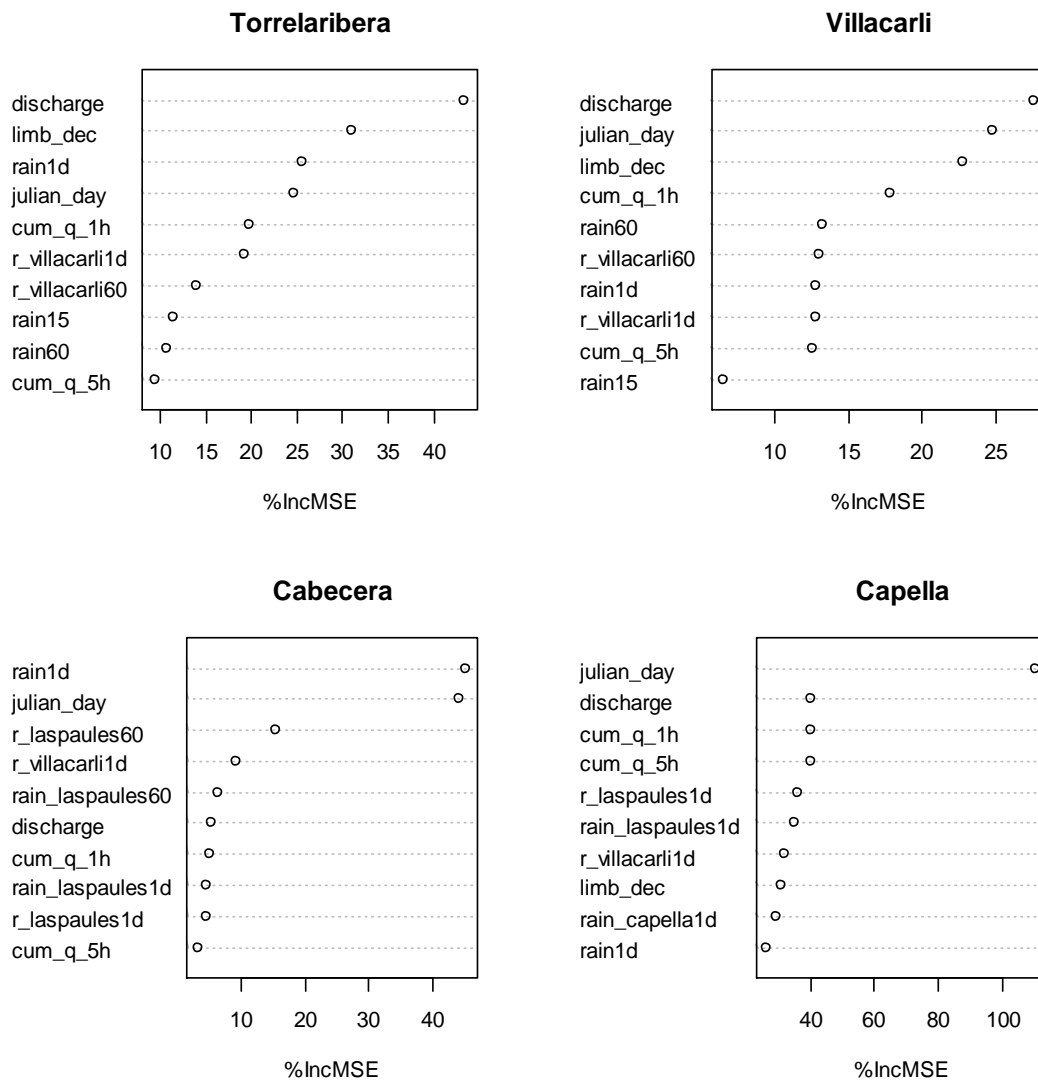 Torrelaribera
discharge
limb_dec
rain1d
julian_day
cum_q_1h
r_villacarli1d
r_villacarli60
rain15
rain60
cum_q_5h
10 15 20 25 30 35 40
%IncMSE
Villacarli
discharge
julian_day
limb_dec
cum_q_1h
rain60
r_villacarli60
rain1d
r_villacarli1d
cum_q_5h
rain15
10 15 20 25
%IncMSE
Cabecera
rain1d
julian_day
r_laspaules60
r_villacarli1d
rain_laspaules60
discharge
cum_q_1h
rain_laspaules1d
r_laspaules1d
cum_q_5h
10 20 30 40
%IncMSE
Capella
julian_day
discharge
cum_q_1h
cum_q_5h
r_laspaules1d
rain_laspaules1d
r_villacarli1d
limb_dec
rain_capella1d
rain1d
40 60 80 100
%IncMSE